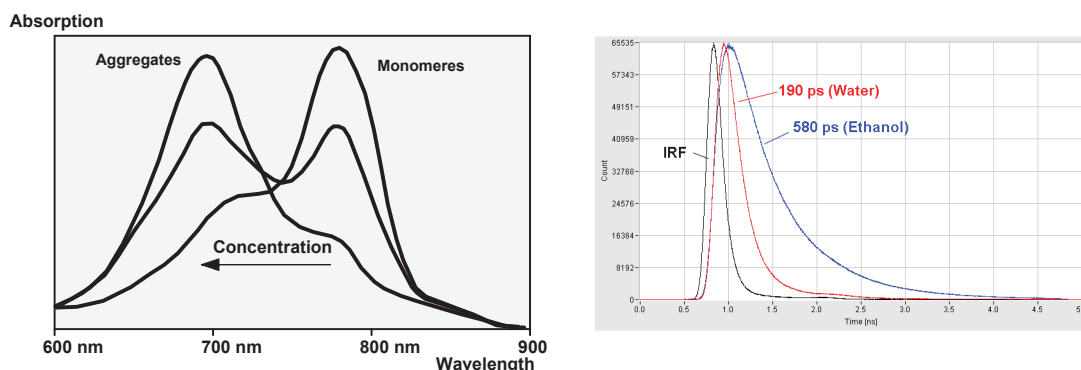 Absorption
Aggregates
Monomeres
Concentration
600 nm
700 nm
800 nm
900
Wavelength
65535
57343
49151
40959
32768
24576
16384
8192
0
Count
190 ps (Water)
580 ps (Ethanol)
IRF
0.0
0.5
1.0
1.5
2.0
2.5
3.0
3.5
4.0
4.5
Time [ns]